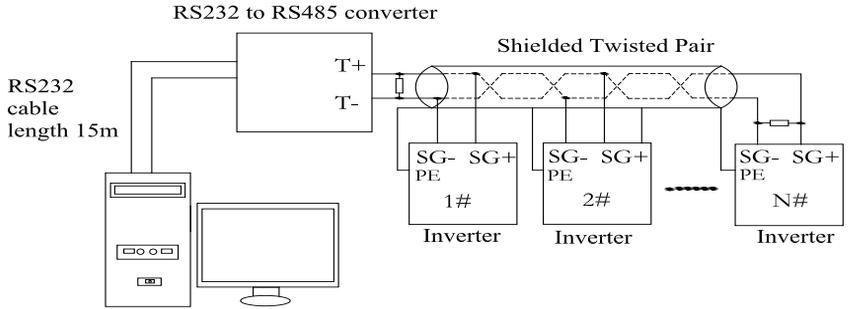 RS232 to RS485 converter
Shielded Twisted Pair
T+
T-
RS232
cable
length 15m
SG- SG+
PE
1#
Inverter
SG- SG+
PE
2#
Inverter
SG- SG+
PE
N#
Inverter